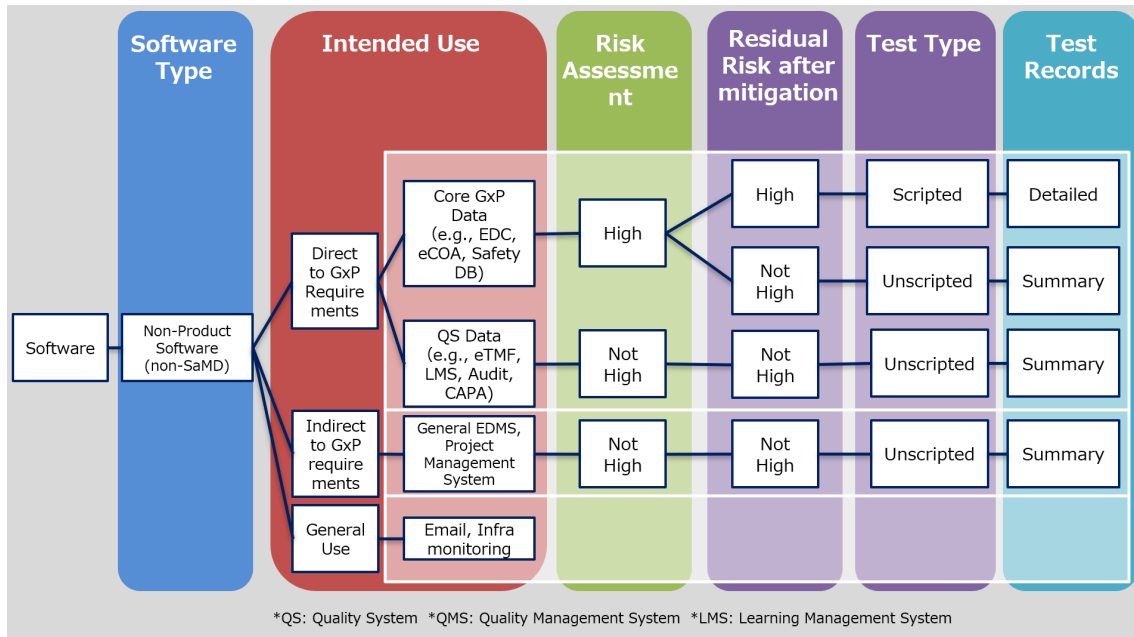 Software
Type
Intended Use
Risk
Assessme
nt
Residual
Risk after
mitigation
Test Type
Test
Records
Software
Non-Product
Software
(non-SaMD)
Direct
to GxP
Require
ments
Core GxP
Data
(e.g., EDC,
eCOA, Safety
DB)
High
High
Scripted
Detailed
Not
High
Unscripted
Summary
QS Data
(e.g., eTMF,
LMS, Audit,
CAPA)
Not
High
Not
High
Unscripted
Summary
Indirect
to GxP
require
ments
General EDMS,
Project
Management
System
Not
High
Not
High
Unscripted
Summary
General
Use
Email, Infra
monitoring
*QS: Quality System *QMS: Quality Management System *LMS: Learning Management System